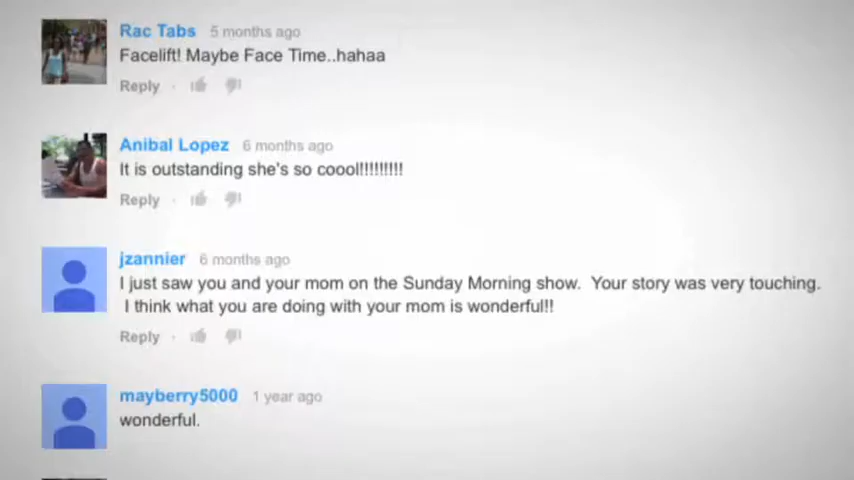 Rac Tabs 5 months ago
Facelift! Maybe Face Time..hahaa
Reply ·
Anibal Lopez 6 months ago
It is outstanding she's so coool!!!!!!!!!
Reply ·
jzannier 6 months ago
I just saw you and your mom on the Sunday Morning show.  Your story was very touching.
I think what you are doing with your mom is wonderful!!
Reply ·
mayberry5000 1 year ago
wonderful.